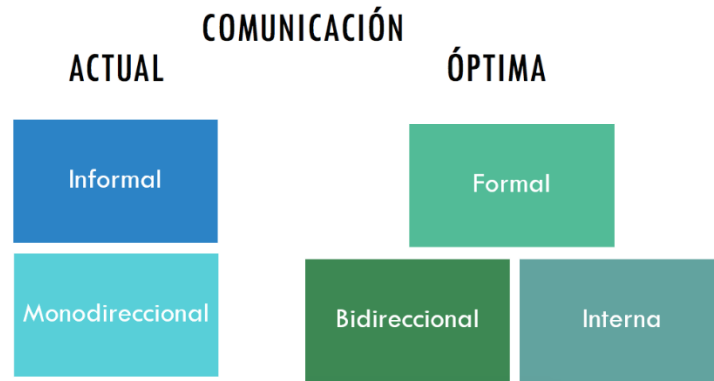 COMUNICACIÓN
ACTUAL
ÓPTIMA
Informal
Formal
Monodireccional
Bidireccional
Interna